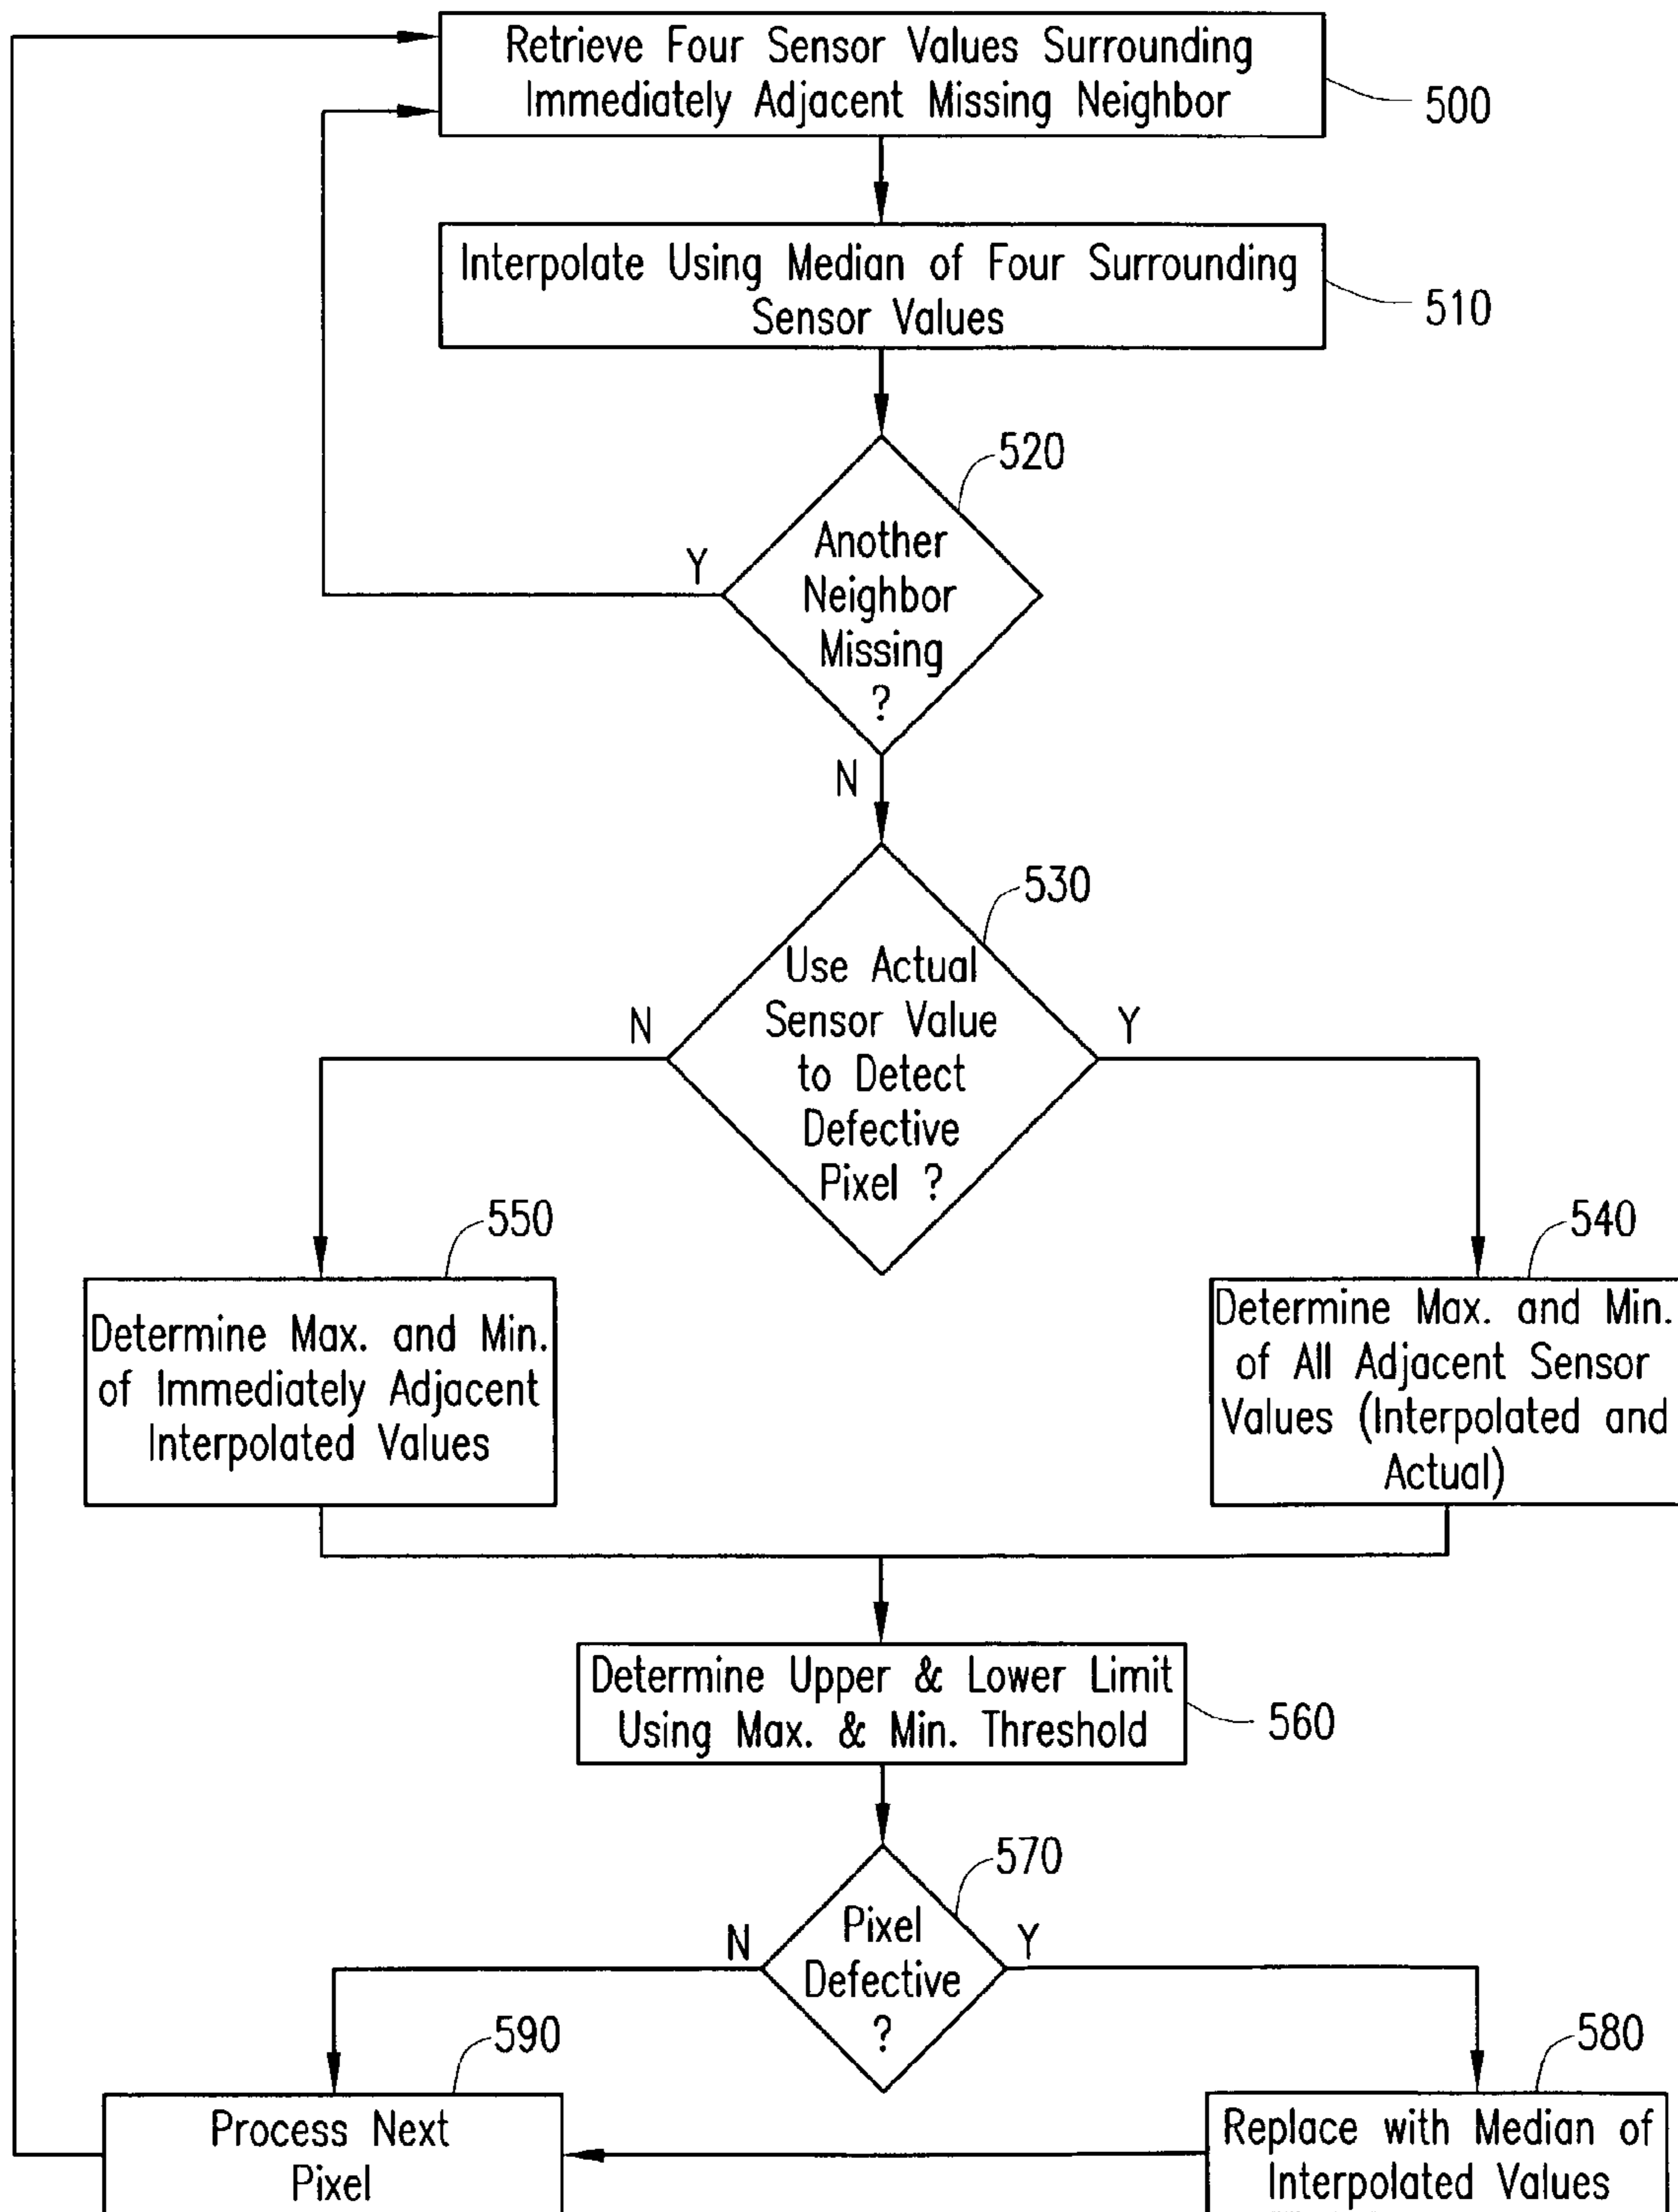 Retrieve Four Sensor Values Surrounding
Immediately Adjacent Missing Neighbor
500
Interpolate Using Median of Four Surrounding
Sensor Values
510
520
Another
Neighbor
Missing
?
Y
N
530
Use Actual
Sensor Value
to Detect
Defective
Pixel ?
N
Y
550
Determine Max. and Min.
of Immediately Adjacent
Interpolated Values
540
Determine Max. and Min.
of All Adjacent Sensor
Values (Interpolated and
Actual)
Determine Upper & Lower Limit
Using Max. & Min. Threshold
560
570
Pixel
Defective
?
N
Y
590
Process Next
Pixel
580
Replace with Median of
Interpolated Values